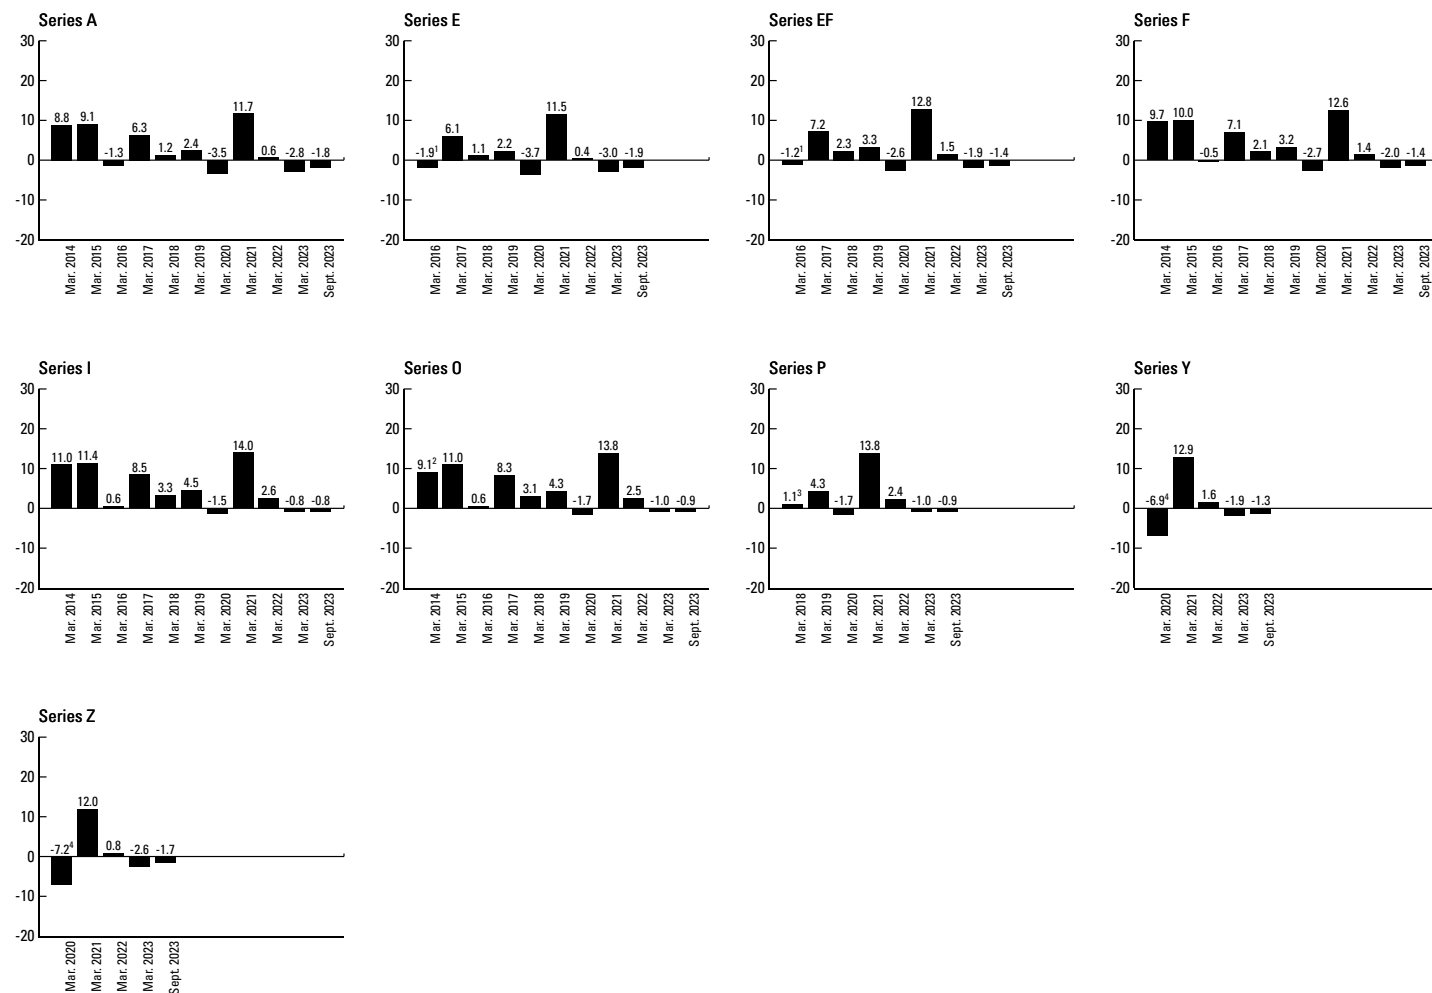 Series A
30
20
10
0
-10
-20
8.8
9.1
-1.3
6.3
1.2
2.4
-3.5
11.7
0.6
-2.8
-1.8
Mar. 2014
Mar. 2015
Mar. 2016
Mar. 2017
Mar. 2018
Mar. 2019
Mar. 2020
Mar. 2021
Mar. 2022
Mar. 2023
Sept. 2023
Series E
30
20
10
0
-10
-20
-1.9¹
6.1
1.1
2.2
-3.7
11.5
0.4
-3.0
-1.9
Mar. 2016
Mar. 2017
Mar. 2018
Mar. 2019
Mar. 2020
Mar. 2021
Mar. 2022
Mar. 2023
Sept. 2023
Series EF
30
20
10
0
-10
-20
-1.2¹
7.2
2.3
3.3
-2.6
12.8
1.5
-1.9
-1.4
Mar. 2016
Mar. 2017
Mar. 2018
Mar. 2019
Mar. 2020
Mar. 2021
Mar. 2022
Mar. 2023
Sept. 2023
Series F
30
20
10
0
-10
-20
9.7
10.0
-0.5
7.1
2.1
3.2
-2.7
12.6
1.4
-2.0
-1.4
Mar. 2014
Mar. 2015
Mar. 2016
Mar. 2017
Mar. 2018
Mar. 2019
Mar. 2020
Mar. 2021
Mar. 2022
Mar. 2023
Sept. 2023
Series I
30
20
10
0
-10
-20
11.0
11.4
0.6
8.5
3.3
4.5
-1.5
14.0
2.6
-0.8
-0.8
Mar. 2014
Mar. 2015
Mar. 2016
Mar. 2017
Mar. 2018
Mar. 2019
Mar. 2020
Mar. 2021
Mar. 2022
Mar. 2023
Sept. 2023
Series O
30
20
10
0
-10
-20
9.1²
11.0
0.6
8.3
3.1
4.3
-1.7
13.8
2.5
-1.0
-0.9
Mar. 2014
Mar. 2015
Mar. 2016
Mar. 2017
Mar. 2018
Mar. 2019
Mar. 2020
Mar. 2021
Mar. 2022
Mar. 2023
Sept. 2023
Series P
30
20
10
0
-10
-20
1.1³
4.3
-1.7
13.8
2.4
-1.0
-0.9
Mar. 2018
Mar. 2019
Mar. 2020
Mar. 2021
Mar. 2022
Mar. 2023
Sept. 2023
Series Y
30
20
10
0
-10
-20
-6.9⁴
12.9
1.6
-1.9
-1.3
Mar. 2020
Mar. 2021
Mar. 2022
Mar. 2023
Sept. 2023
Series Z
30
20
10
0
-10
-20
-7.2⁴
12.0
0.8
-2.6
-1.7
Mar. 2020
Mar. 2021
Mar. 2022
Mar. 2023
Sept. 2023